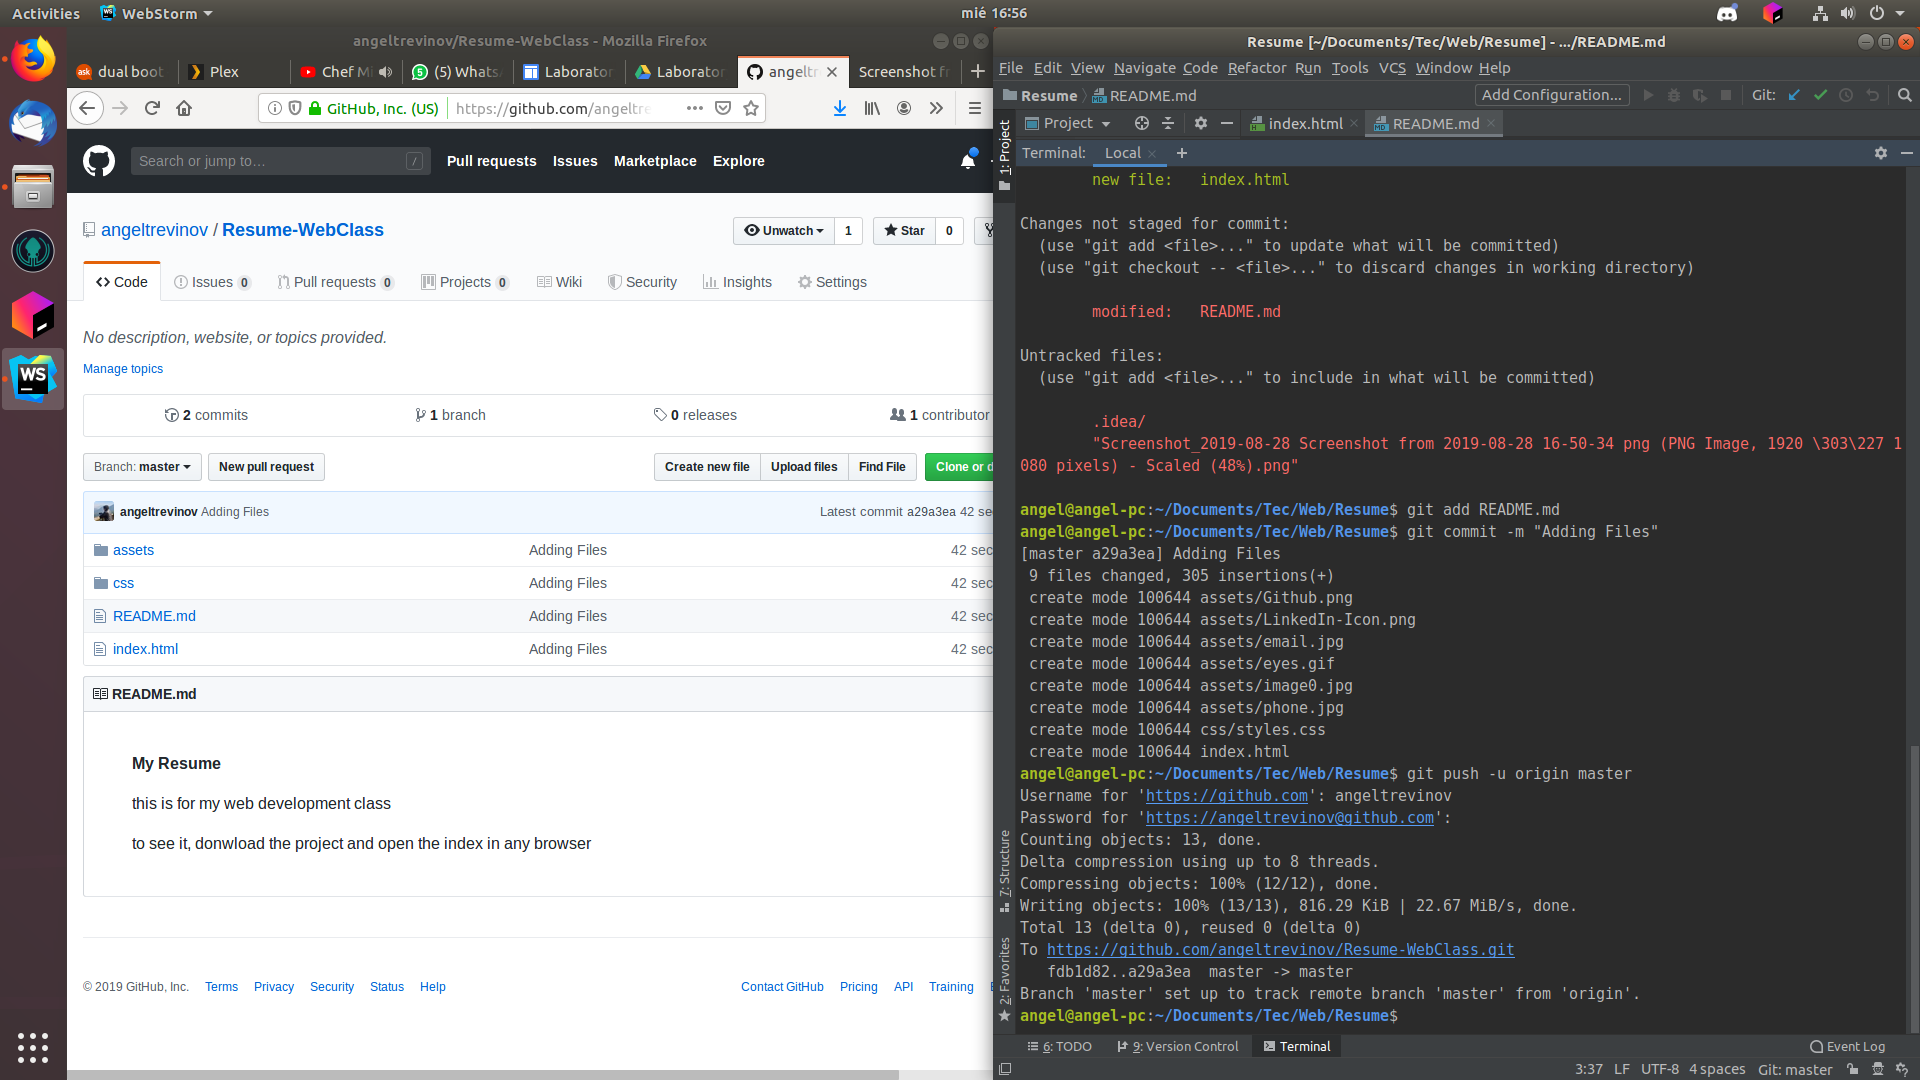 Activities WebStorm mié 16:56
angeltrevinov/Resume-WebClass - Mozilla Firefox
dual boot Plex Chef Mi (5) Whats Laborator Laborator angeltr Screenshot fr
GitHub, Inc. (US) https://github.com/angeltre
Search or jump to… / Pull requests Issues Marketplace Explore
angeltrevinov / Resume-WebClass Unwatch 1 Star 0
Code Issues 0 Pull requests 0 Projects 0 Wiki Security Insights Settings
No description, website, or topics provided.
Manage topics
2 commits 1 branch 0 releases 1 contributor
Branch: master New pull request Create new file Upload files Find File Clone or d
angeltrevinov Adding Files Latest commit a29a3ea 42 sec
assets Adding Files 42 sec
css Adding Files 42 sec
README.md Adding Files 42 sec
index.html Adding Files 42 sec
README.md
My Resume
this is for my web development class
to see it, donwload the project and open the index in any browser
© 2019 GitHub, Inc. Terms Privacy Security Status Help Contact GitHub Pricing API Training
Resume [~/Documents/Tec/Web/Resume] - .../README.md
File Edit View Navigate Code Refactor Run Tools VCS Window Help
Resume README.md Add Configuration... Git:
1: Project
Project index.html README.md
Terminal: Local +
new file: index.html
Changes not staged for commit:
(use "git add <file>..." to update what will be committed)
(use "git checkout -- <file>..." to discard changes in working directory)
modified: README.md
Untracked files:
(use "git add <file>..." to include in what will be committed)
.idea/
"Screenshot_2019-08-28 Screenshot from 2019-08-28 16-50-34 png (PNG Image, 1920 \303\227 1
080 pixels) - Scaled (48%).png"
angel@angel-pc:~/Documents/Tec/Web/Resume$ git add README.md
angel@angel-pc:~/Documents/Tec/Web/Resume$ git commit -m "Adding Files"
[master a29a3ea] Adding Files
9 files changed, 305 insertions(+)
create mode 100644 assets/Github.png
create mode 100644 assets/LinkedIn-Icon.png
create mode 100644 assets/email.jpg
create mode 100644 assets/eyes.gif
create mode 100644 assets/image0.jpg
create mode 100644 assets/phone.jpg
create mode 100644 css/styles.css
create mode 100644 index.html
angel@angel-pc:~/Documents/Tec/Web/Resume$ git push -u origin master
Username for 'https://github.com': angeltrevinov
Password for 'https://angeltrevinov@github.com':
Counting objects: 13, done.
Delta compression using up to 8 threads.
Compressing objects: 100% (12/12), done.
Writing objects: 100% (13/13), 816.29 KiB | 22.67 MiB/s, done.
Total 13 (delta 0), reused 0 (delta 0)
To https://github.com/angeltrevinov/Resume-WebClass.git
fdb1d82..a29a3ea master -> master
Branch 'master' set up to track remote branch 'master' from 'origin'.
angel@angel-pc:~/Documents/Tec/Web/Resume$
7: Structure
2: Favorites
6: TODO 9: Version Control Terminal Event Log
3:37 LF UTF-8 4 spaces Git: master